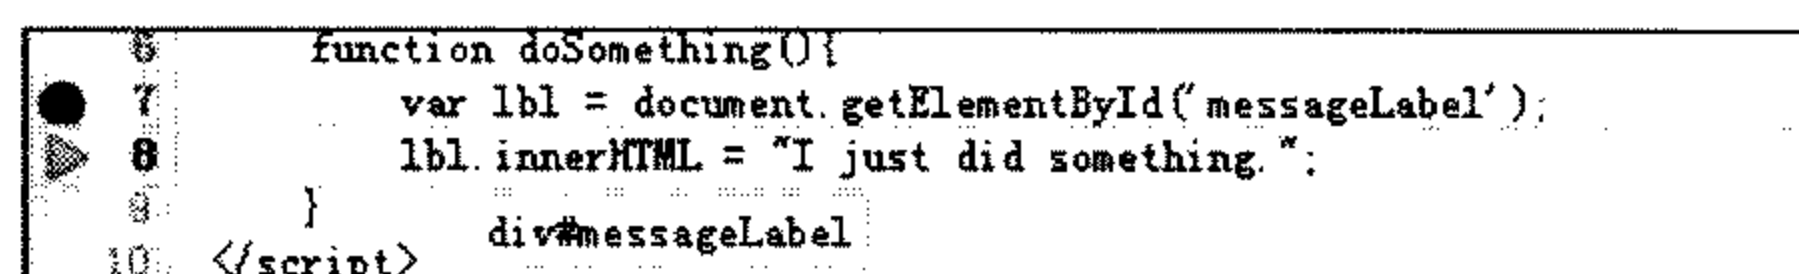 6 function doSomething(){
7 var lbl = document.getElementById('messageLabel');
8 lbl.innerHTML = "I just did something.";
9 }
div#messageLabel
10 </script>